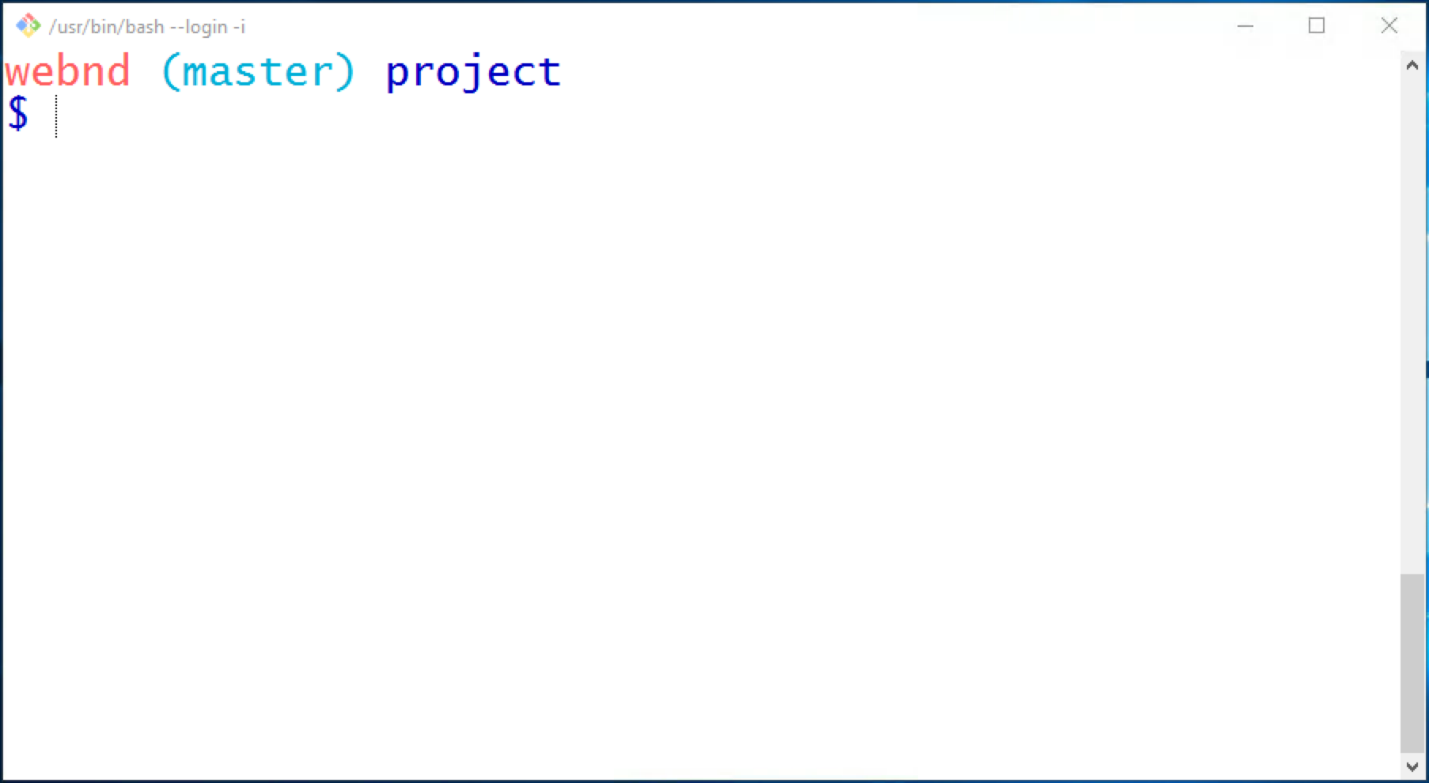 /usr/bin/bash --login -i
webnd (master) project
$